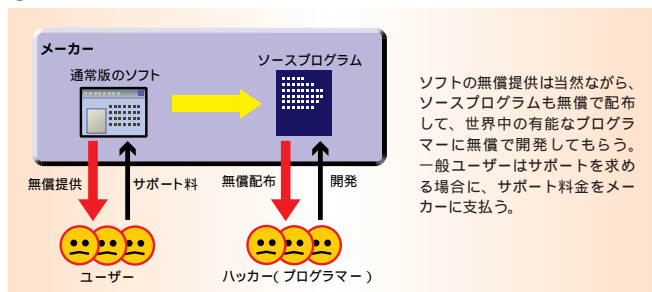 メーカー
通常版のソフト
ソースプログラム
無償提供
サポート料
無償配布
開発
ユーザー
ハッカー(プログラマー)
ソフトの無償提供は当然ながら、
ソースプログラムも無償で配布
して、世界中の有能なプログラ
マーに無償で開発してもらう。
一般ユーザーはサポートを求め
る場合に、サポート料金をメー
カーに支払う。